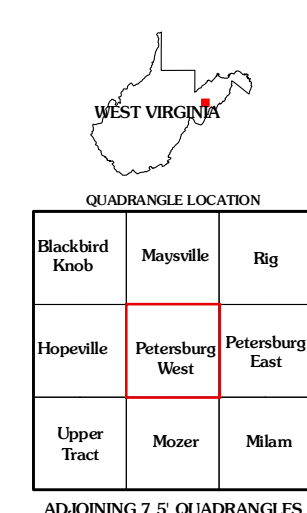 WEST VIRGINIA
QUADRANGLE LOCATION
Blackbird
Knob
Maysville
Rig
Hopeville
Petersburg
West
Petersburg
East
Upper
Tract
Mozer
Milam
ADJOINING 7.5' QUADRANGLES